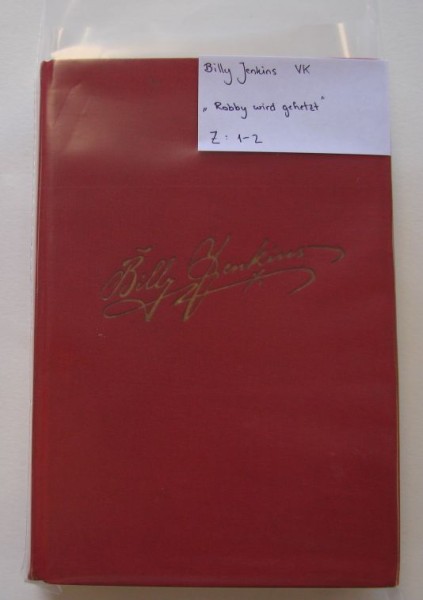 Billy Jenkins VK
„Robby wird gehetzt"
Z: 1-2
Billy Jenkins